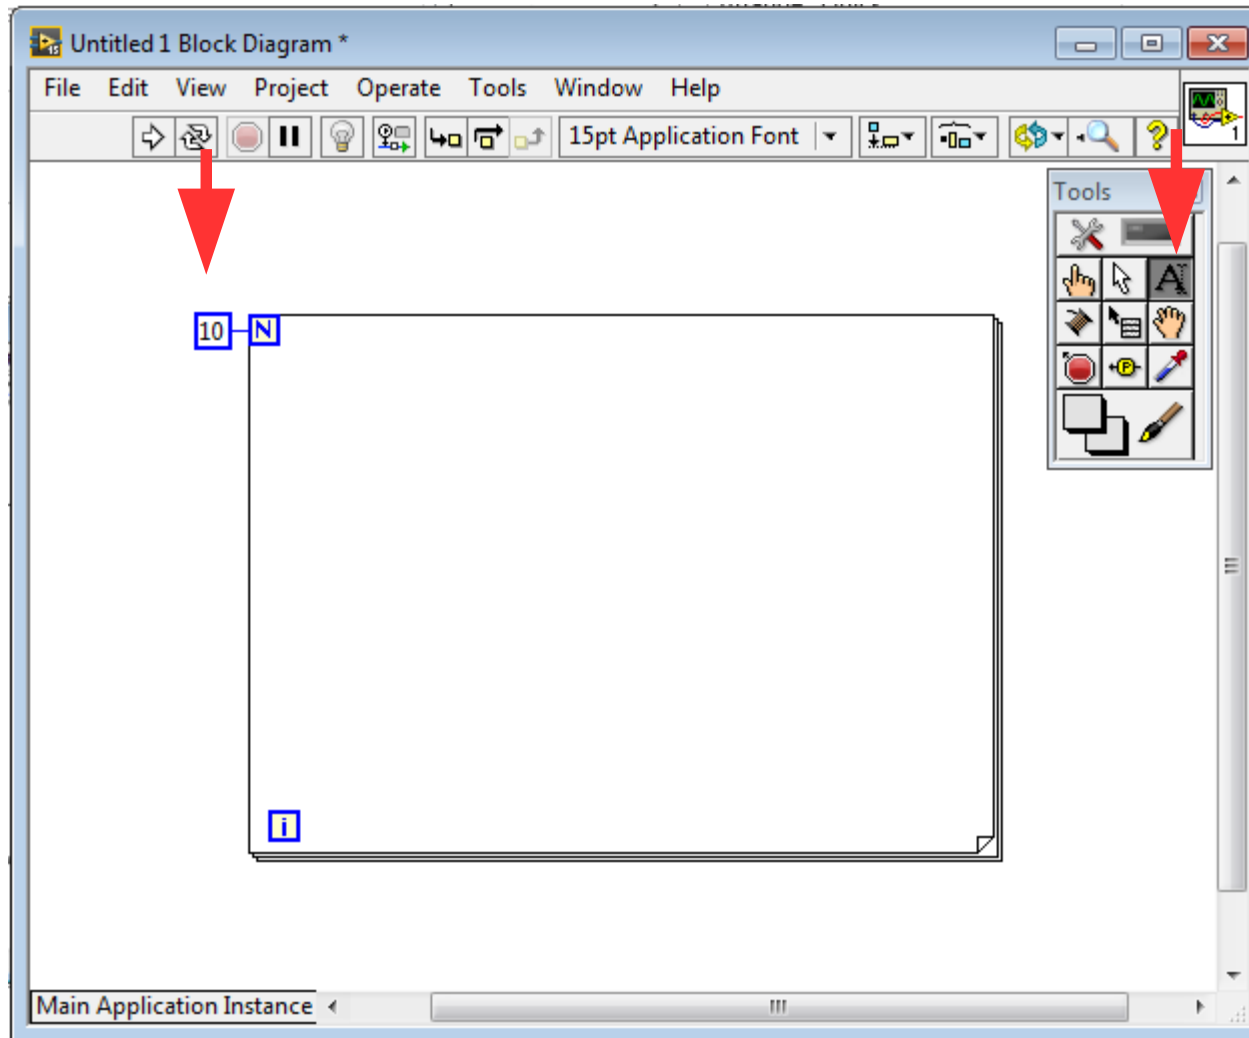 Untitled 1 Block Diagram *
File Edit View Project Operate Tools Window Help
15pt Application Font
1
Tools
A
10 N
P
i
Main Application Instance